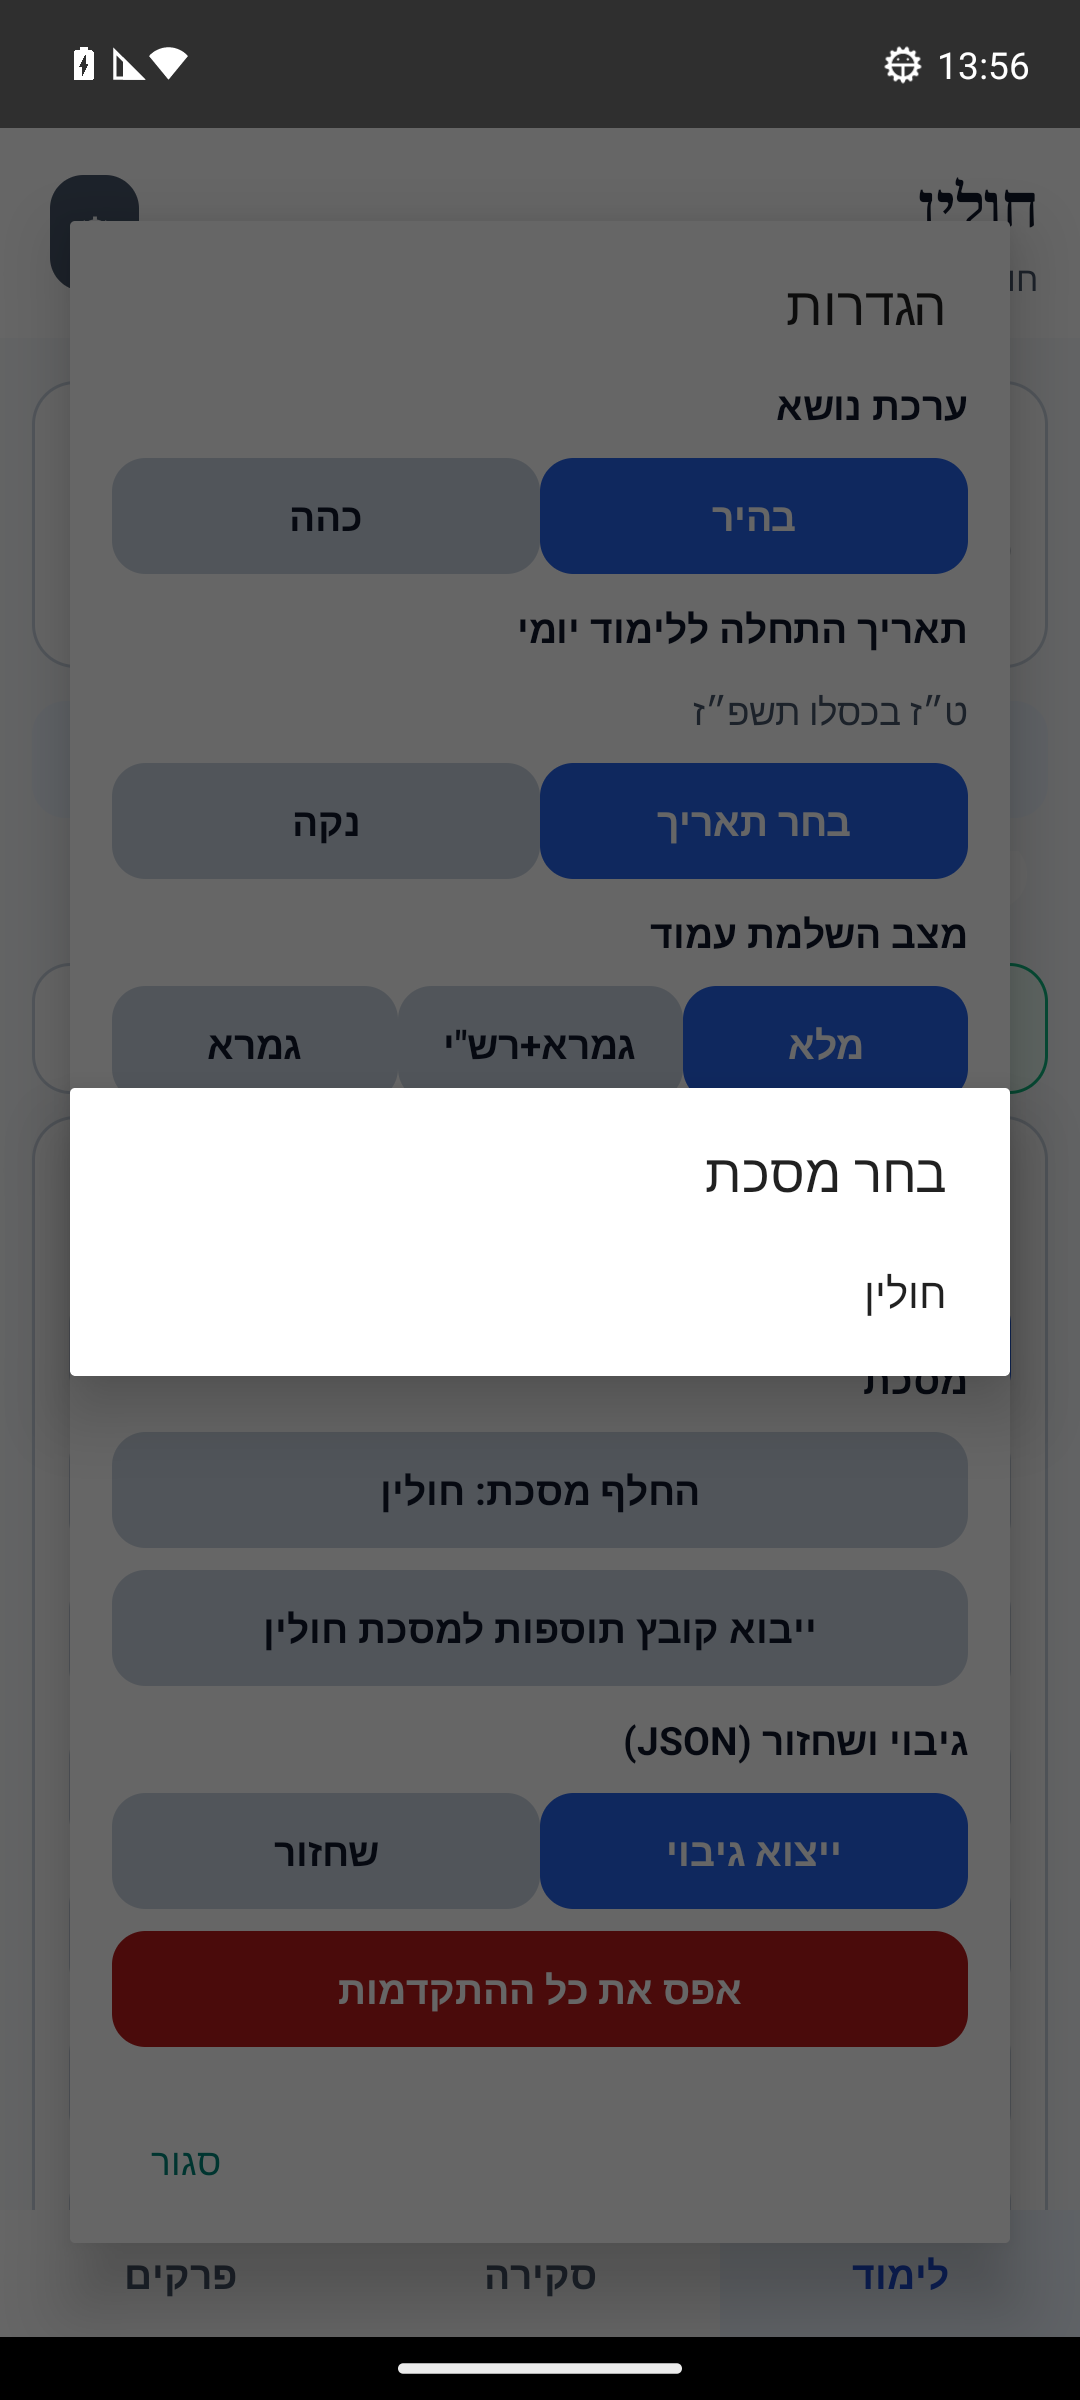 13:56
חולין
חו
הגדרות
ערכת נושא
בהיר
כהה
תאריך התחלה ללימוד יומי
ט״ז בכסלו תשפ״ז
בחר תאריך
נקה
מצב השלמת עמוד
מלא
גמרא+רש"י
גמרא
בחר מסכת
חולין
מסכת
החלף מסכת: חולין
ייבוא קובץ תוספות למסכת חולין
גיבוי ושחזור (JSON)
ייצוא גיבוי
שחזור
אפס את כל ההתקדמות
סגור
לימוד
סקירה
פרקים